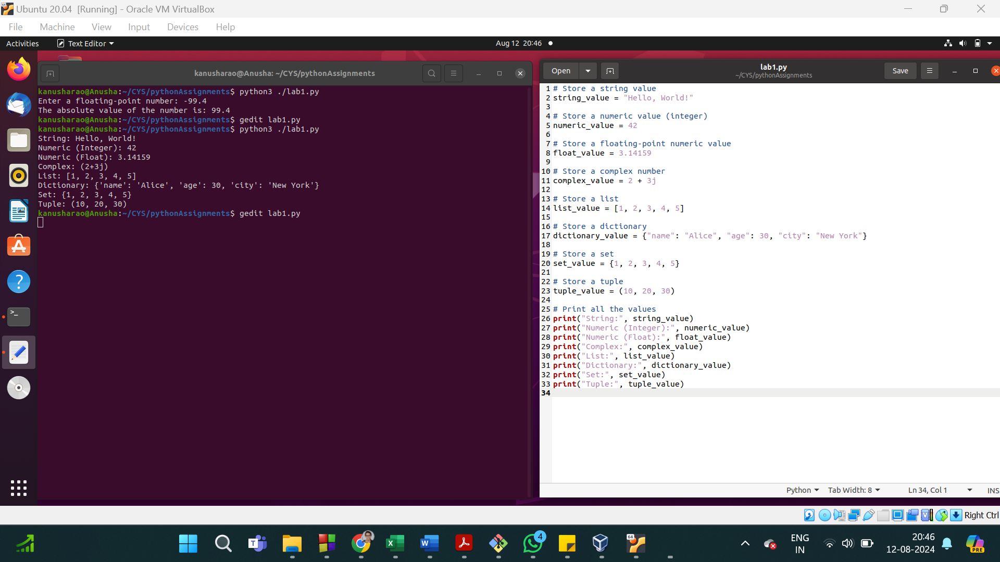 Ubuntu 20.04 [Running] - Oracle VM VirtualBox
File Machine View Input Devices Help
Activities Text Editor Aug 12 20:46
kanusharao@Anusha: ~/CYS/pythonAssignments
kanusharao@Anusha:~/CYS/pythonAssignments$ python3 ./lab1.py
Enter a floating-point number: -99.4
The absolute value of the number is: 99.4
kanusharao@Anusha:~/CYS/pythonAssignments$ gedit lab1.py
kanusharao@Anusha:~/CYS/pythonAssignments$ python3 ./lab1.py
String: Hello, World!
Numeric (Integer): 42
Numeric (Float): 3.14159
Complex: (2+3j)
List: [1, 2, 3, 4, 5]
Dictionary: {'name': 'Alice', 'age': 30, 'city': 'New York'}
Set: {1, 2, 3, 4, 5}
Tuple: (10, 20, 30)
kanusharao@Anusha:~/CYS/pythonAssignments$ gedit lab1.py
Open lab1.py Save
~/CYS/pythonAssignments
1 # Store a string value
2 string_value = "Hello, World!"
3
4 # Store a numeric value (integer)
5 numeric_value = 42
6
7 # Store a floating-point numeric value
8 float_value = 3.14159
9
10 # Store a complex number
11 complex_value = 2 + 3j
12
13 # Store a list
14 list_value = [1, 2, 3, 4, 5]
15
16 # Store a dictionary
17 dictionary_value = {"name": "Alice", "age": 30, "city": "New York"}
18
19 # Store a set
20 set_value = {1, 2, 3, 4, 5}
21
22 # Store a tuple
23 tuple_value = (10, 20, 30)
24
25 # Print all the values
26 print("String:", string_value)
27 print("Numeric (Integer):", numeric_value)
28 print("Numeric (Float):", float_value)
29 print("Complex:", complex_value)
30 print("List:", list_value)
31 print("Dictionary:", dictionary_value)
32 print("Set:", set_value)
33 print("Tuple:", tuple_value)
34
Python Tab Width: 8 Ln 34, Col 1 INS
Right Ctrl
4
64
ENG
IN
20:46
12-08-2024
PRE